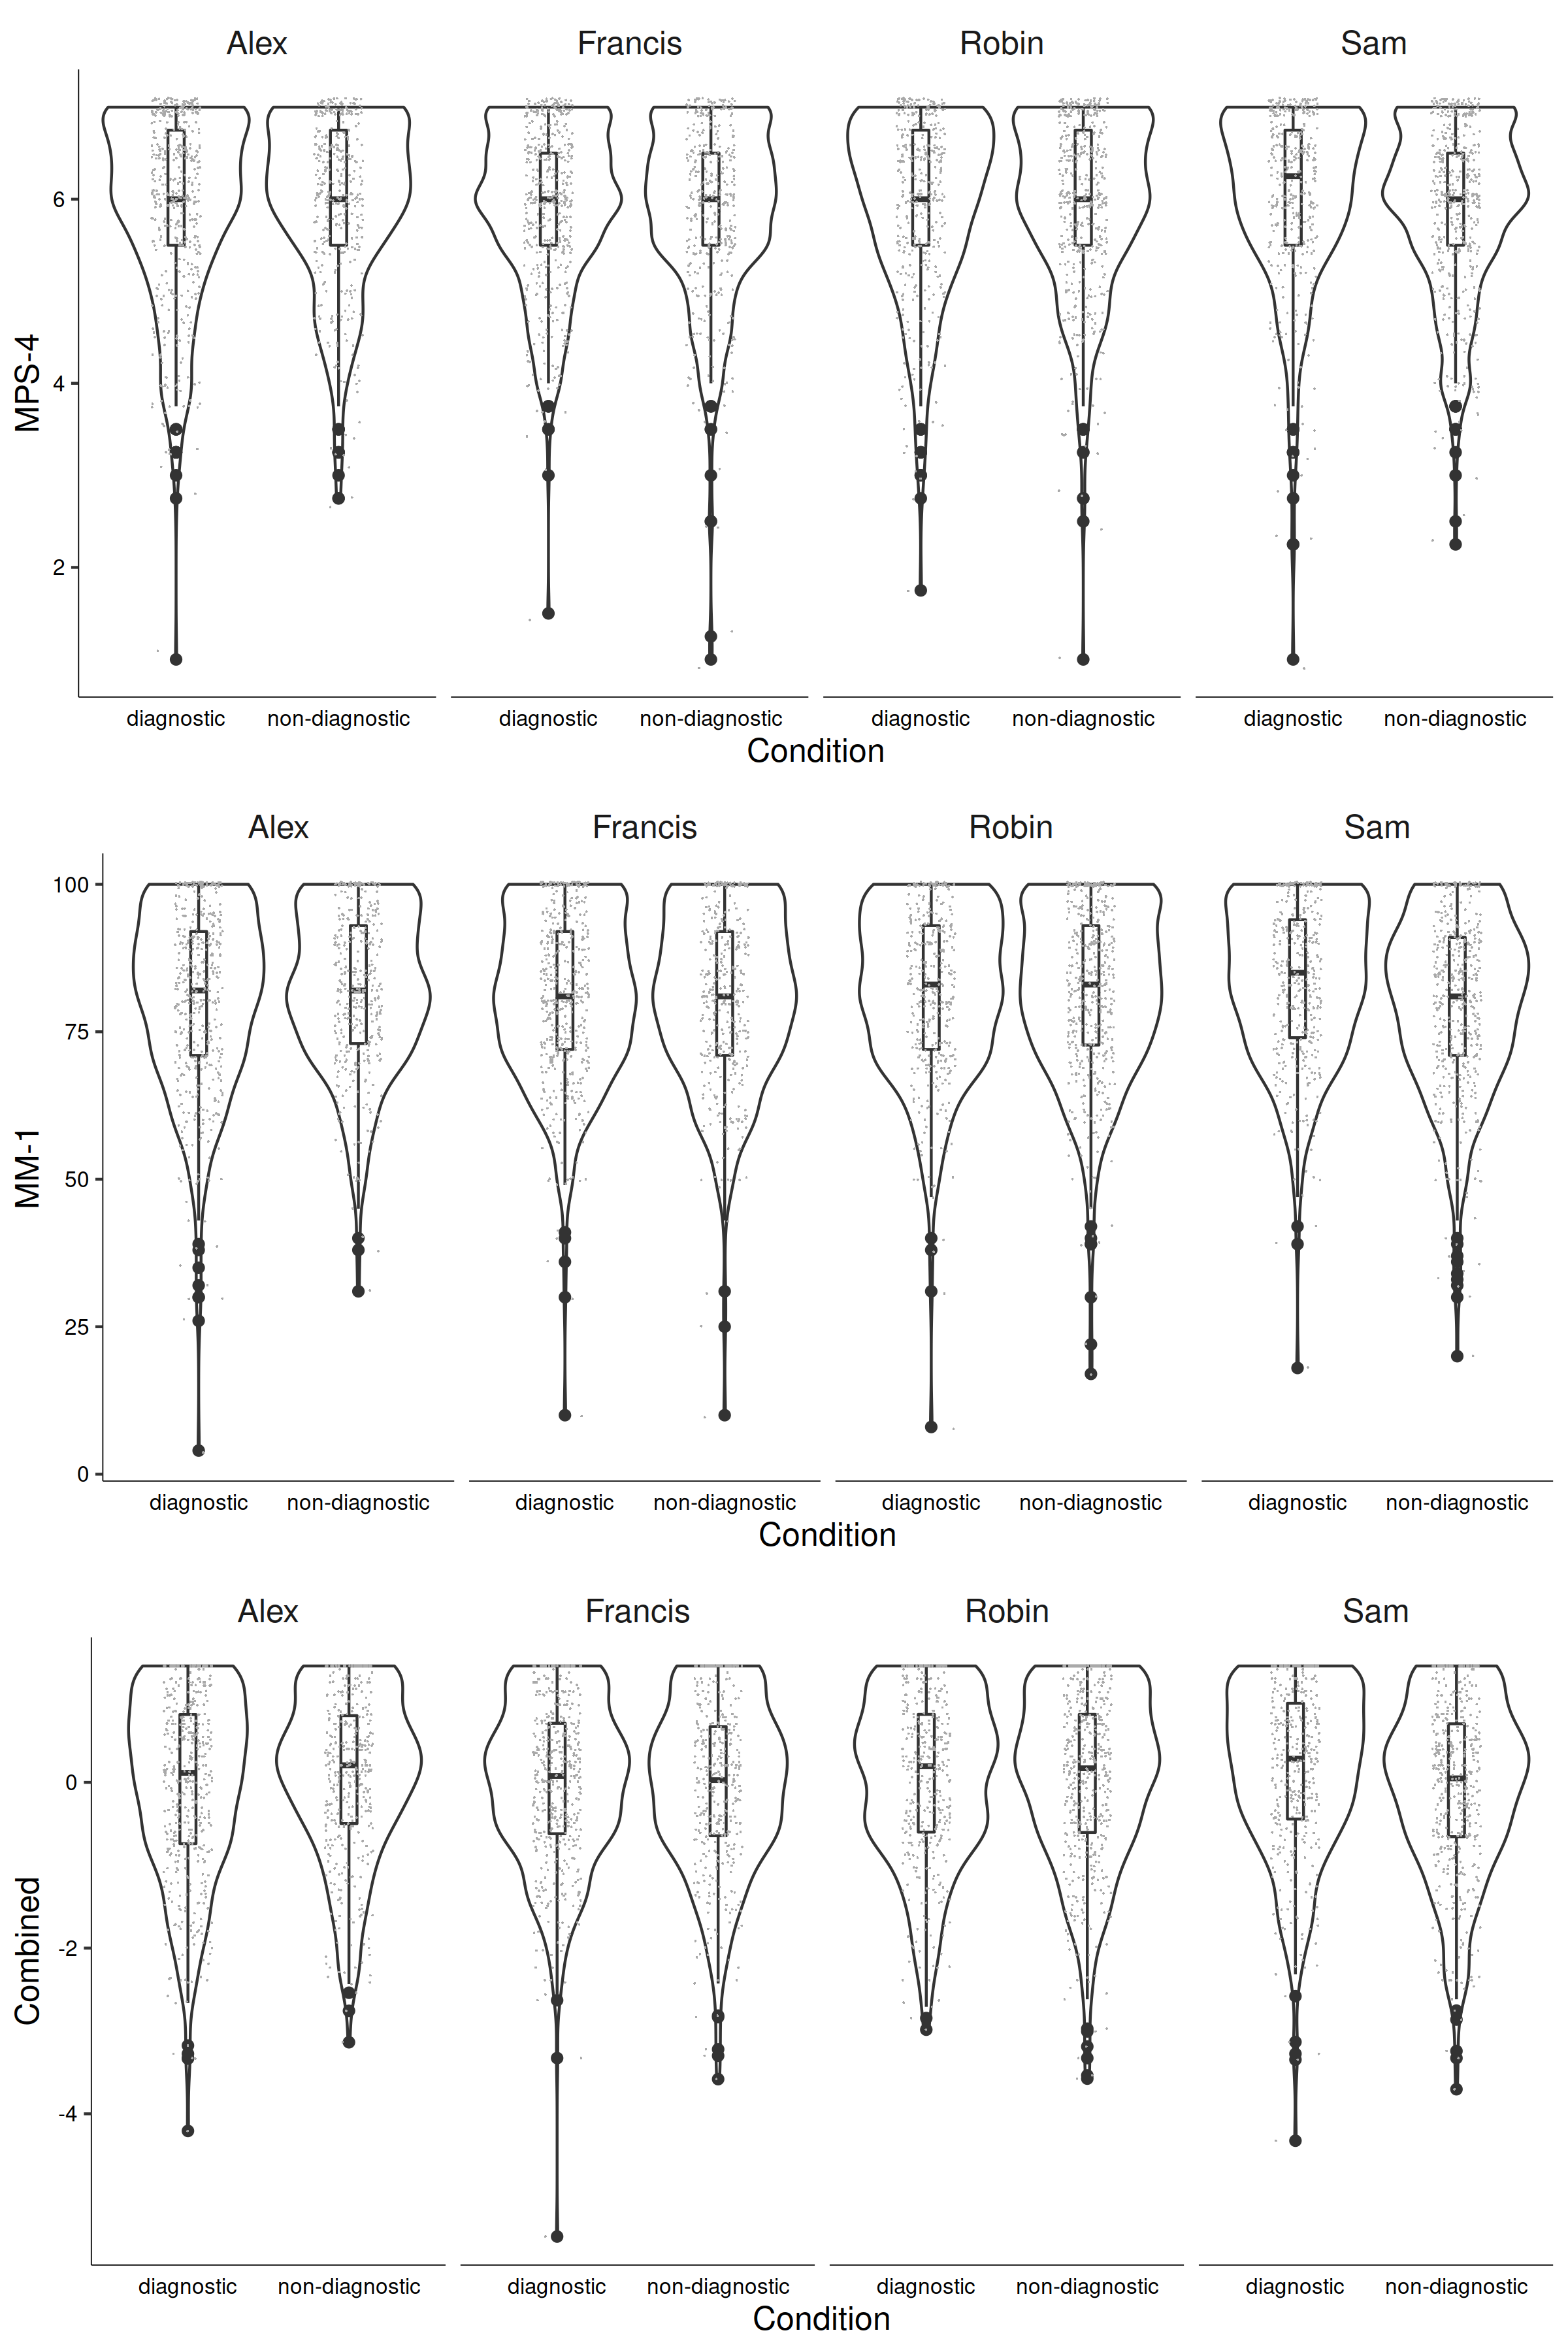 Alex Francis Robin Sam
MPS-4
6
4
2
diagnostic non-diagnostic diagnostic non-diagnostic diagnostic non-diagnostic diagnostic non-diagnostic
Condition
Alex Francis Robin Sam
MM-1
100
75
50
25
0
diagnostic non-diagnostic diagnostic non-diagnostic diagnostic non-diagnostic diagnostic non-diagnostic
Condition
Alex Francis Robin Sam
Combined
0
-2
-4
diagnostic non-diagnostic diagnostic non-diagnostic diagnostic non-diagnostic diagnostic non-diagnostic
Condition